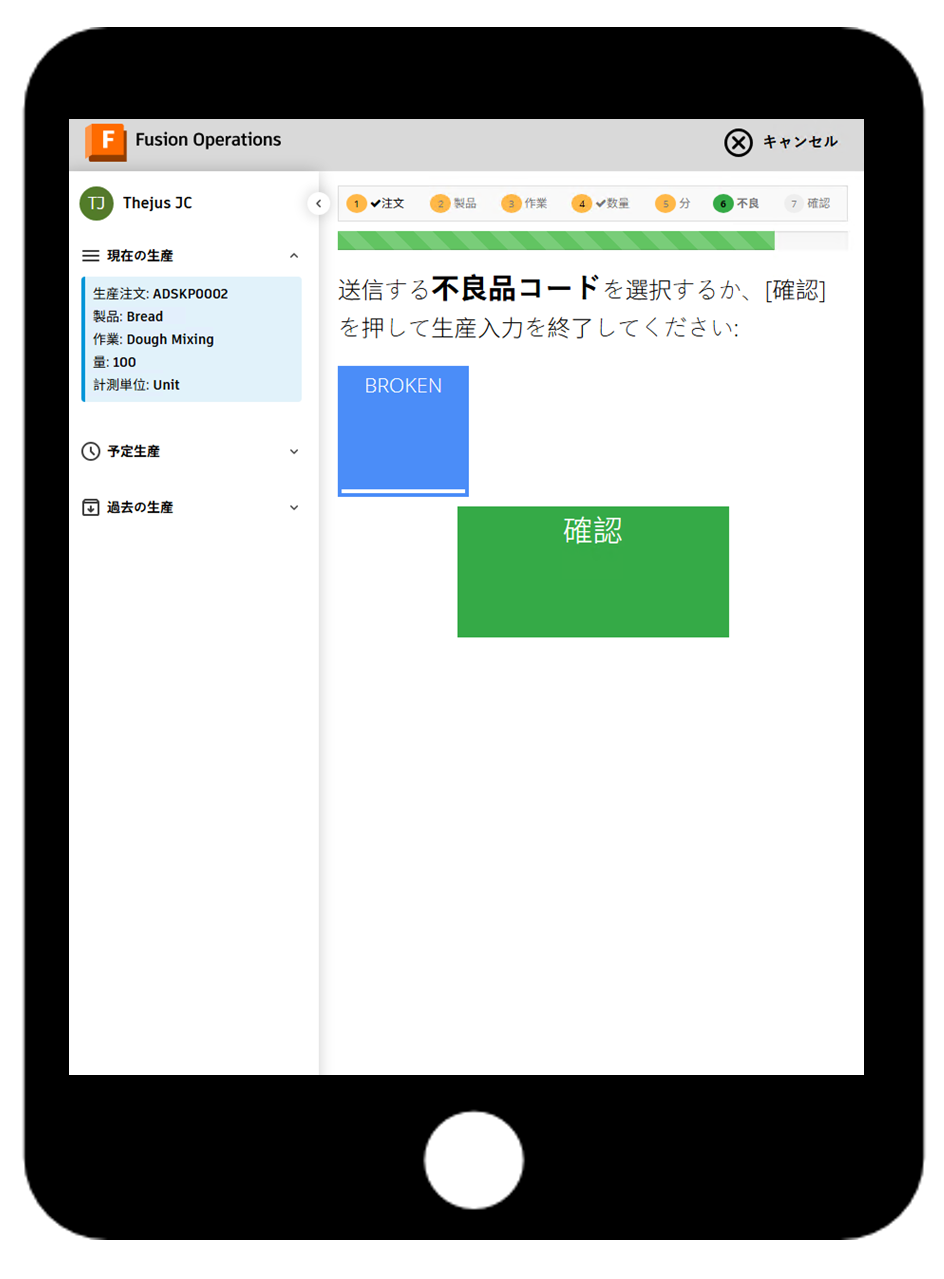 F Fusion Operations
キャンセル
TJ Thejus JC
現在の生産
生産注文: ADSKP0002
製品: Bread
作業: Dough Mixing
量: 100
計測単位: Unit
予定生産
過去の生産
1 注文 2 製品 3 作業 4 数量 5 分 6 不良 7 確認
送信する不良品コードを選択するか、[確認]
を押して生産入力を終了してください:
BROKEN
確認